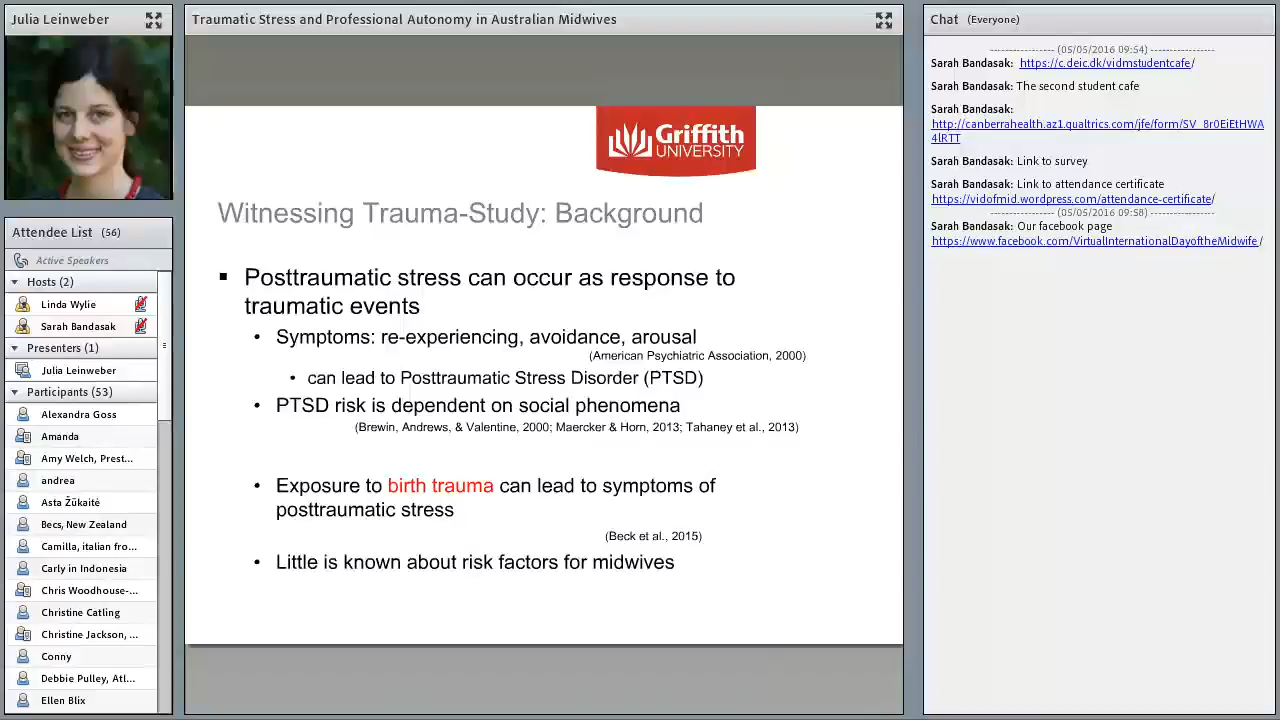 Julia Leinweber
Attendee List (56)
Active Speakers
Hosts (2)
Linda Wylie
Sarah Bandasak
Presenters (1)
Julia Leinweber
Participants (53)
Alexandra Goss
Amanda
Amy Welch, Prest...
andrea
Asta Žūkaitė
Becs, New Zealand
Camilla, italian fro...
Carly in Indonesia
Chris Woodhouse-...
Christine Catling
Christine Jackson, ...
Conny
Debbie Pulley, Atl...
Ellen Blix
Traumatic Stress and Professional Autonomy in Australian Midwives
Griffith
UNIVERSITY
Witnessing Trauma-Study: Background
Posttraumatic stress can occur as response to
traumatic events
• Symptoms: re-experiencing, avoidance, arousal
(American Psychiatric Association, 2000)
• can lead to Posttraumatic Stress Disorder (PTSD)
• PTSD risk is dependent on social phenomena
(Brewin, Andrews, & Valentine, 2000; Maercker & Horn, 2013; Tahaney et al., 2013)
• Exposure to birth trauma can lead to symptoms of
posttraumatic stress
(Beck et al., 2015)
• Little is known about risk factors for midwives
Chat (Everyone)
----------------- (05/05/2016 09:54) -----------------
Sarah Bandasak: https://c.deic.dk/vidmstudentcafe/
Sarah Bandasak: The second student cafe
Sarah Bandasak:
http://canberrahealth.az1.qualtrics.com/jfe/form/SV_8r0EiEtHWA
4lRTT
Sarah Bandasak: Link to survey
Sarah Bandasak: Link to attendance certificate
https://vidofmid.wordpress.com/attendance-certificate/
----------------- (05/05/2016 09:58) -----------------
Sarah Bandasak: Our facebook page
https://www.facebook.com/VirtualInternationalDayoftheMidwife/